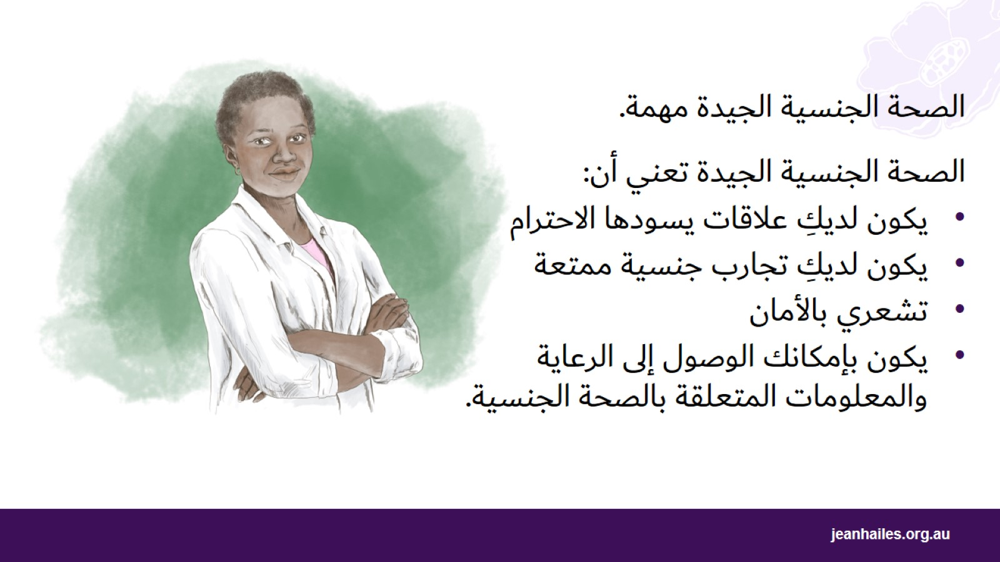 الصحة الجنسية الجيدة مهمة.
الصحة الجنسية الجيدة تعني أن:
• يكون لديكِ علاقات يسودها الاحترام
• يكون لديكِ تجارب جنسية ممتعة
• تشعري بالأمان
• يكون بإمكانك الوصول إلى الرعاية
والمعلومات المتعلقة بالصحة الجنسية.
jeanhailes.org.au